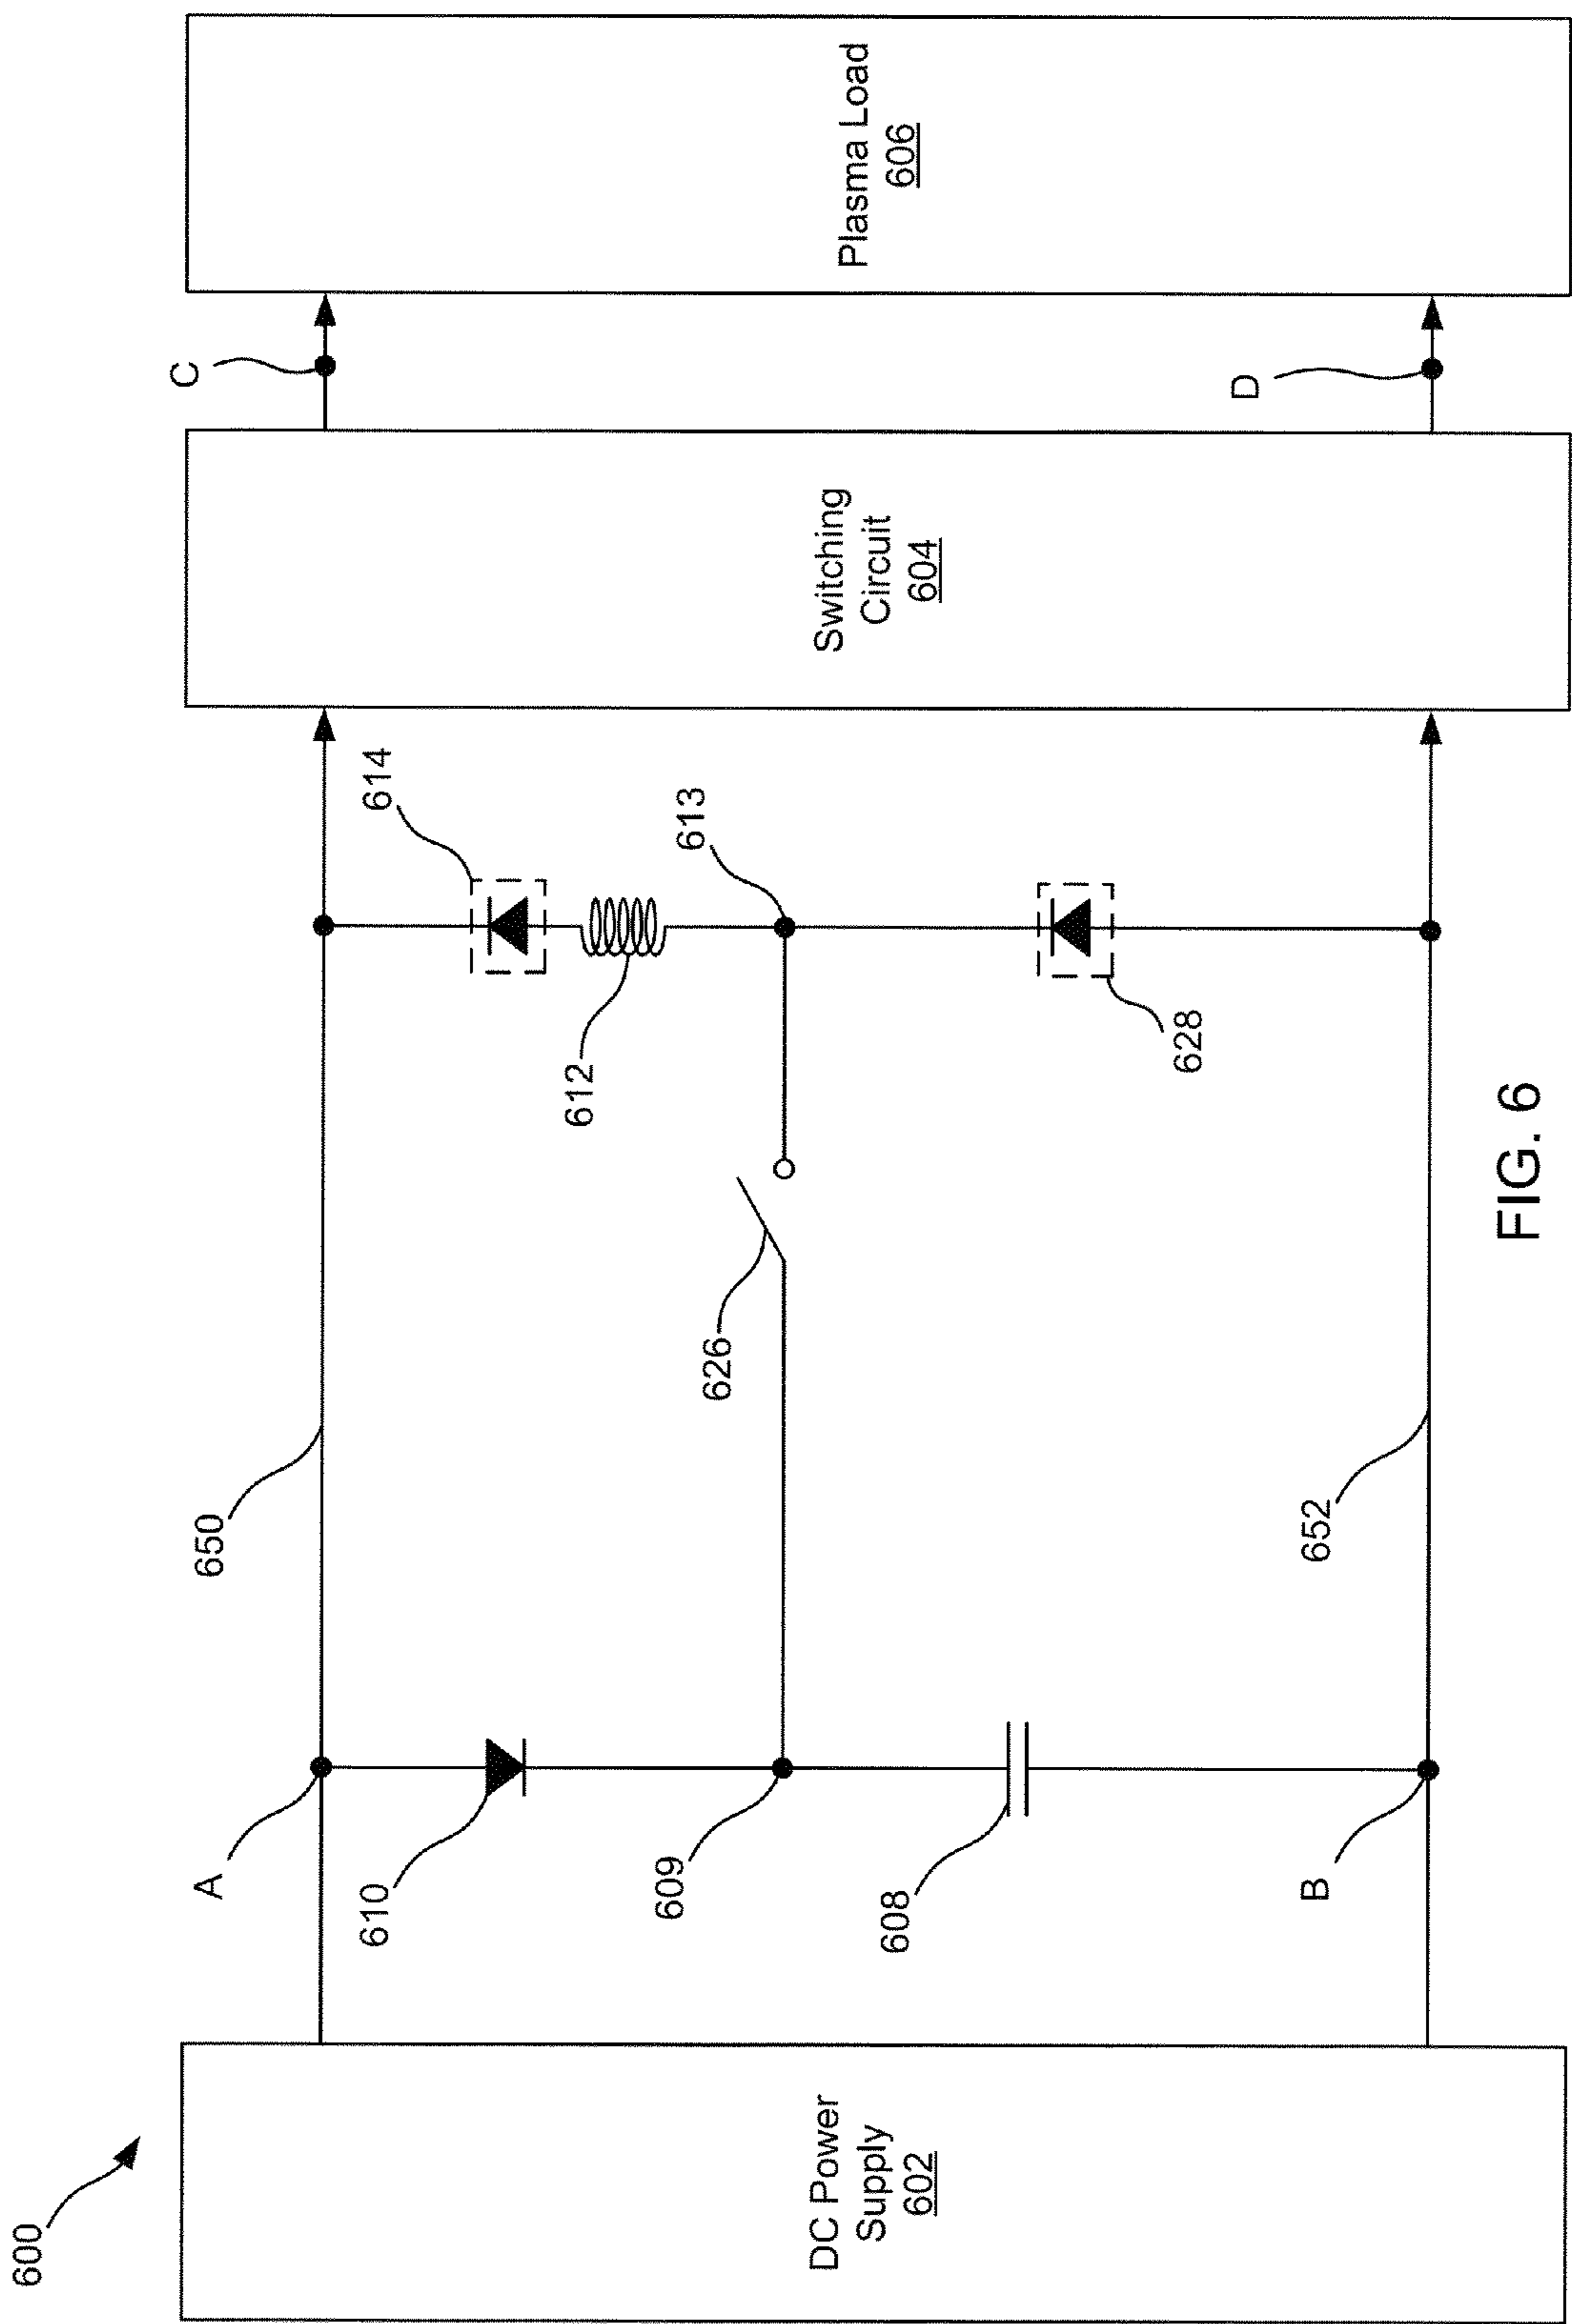 600
DC Power
Supply
602
A
610
609
608
B
650
626
652
614
612
613
628
Switching
Circuit
604
C
D
Plasma Load
606
FIG. 6